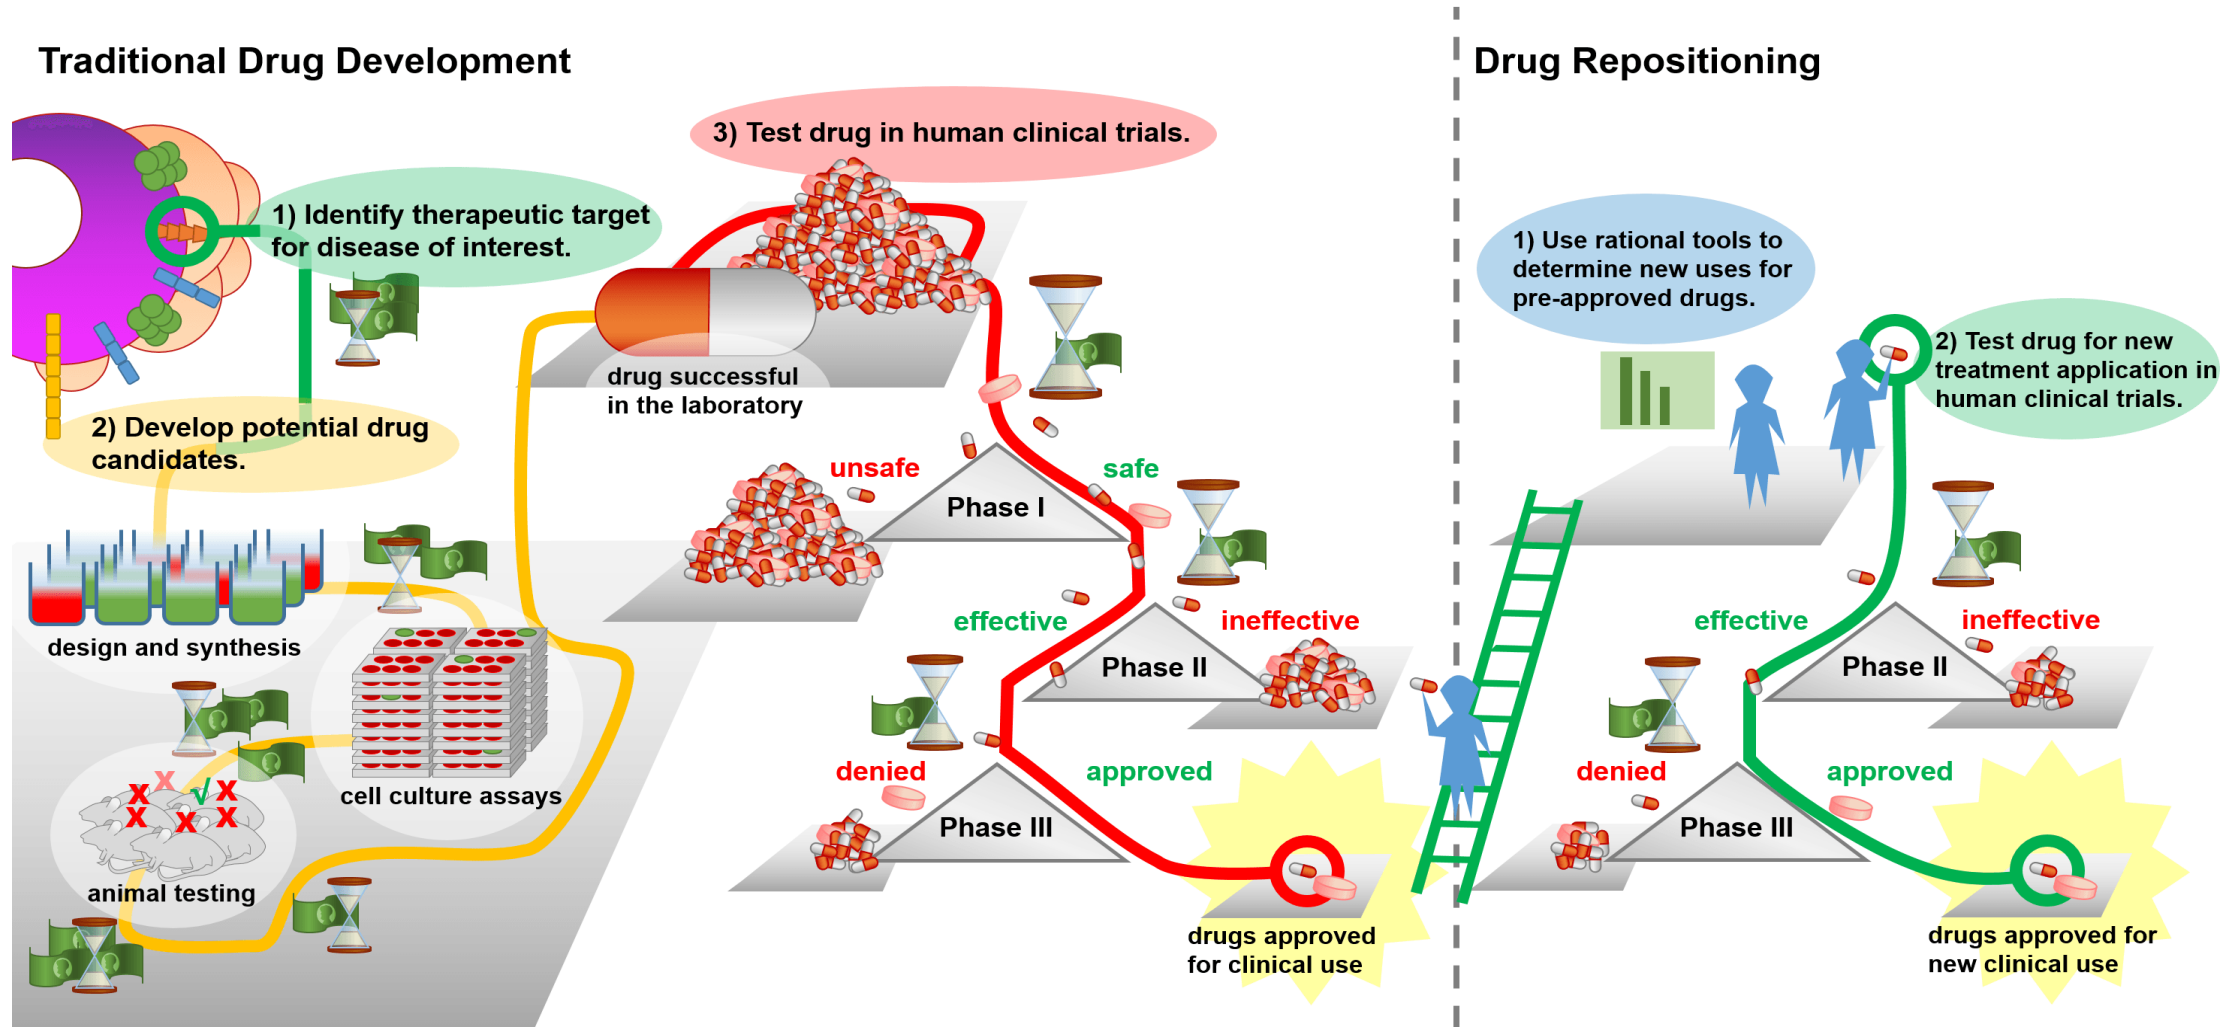 Traditional Drug Development
1) Identify therapeutic target
for disease of interest.
2) Develop potential drug
candidates.
design and synthesis
cell culture assays
X
X
√
X
X
X
X
animal testing
3) Test drug in human clinical trials.
drug successful
in the laboratory
unsafe
safe
Phase I
effective
ineffective
Phase II
denied
approved
Phase III
drugs approved
for clinical use
Drug Repositioning
1) Use rational tools to
determine new uses for
pre-approved drugs.
2) Test drug for new
treatment application in
human clinical trials.
effective
ineffective
Phase II
denied
approved
Phase III
drugs approved for
new clinical use